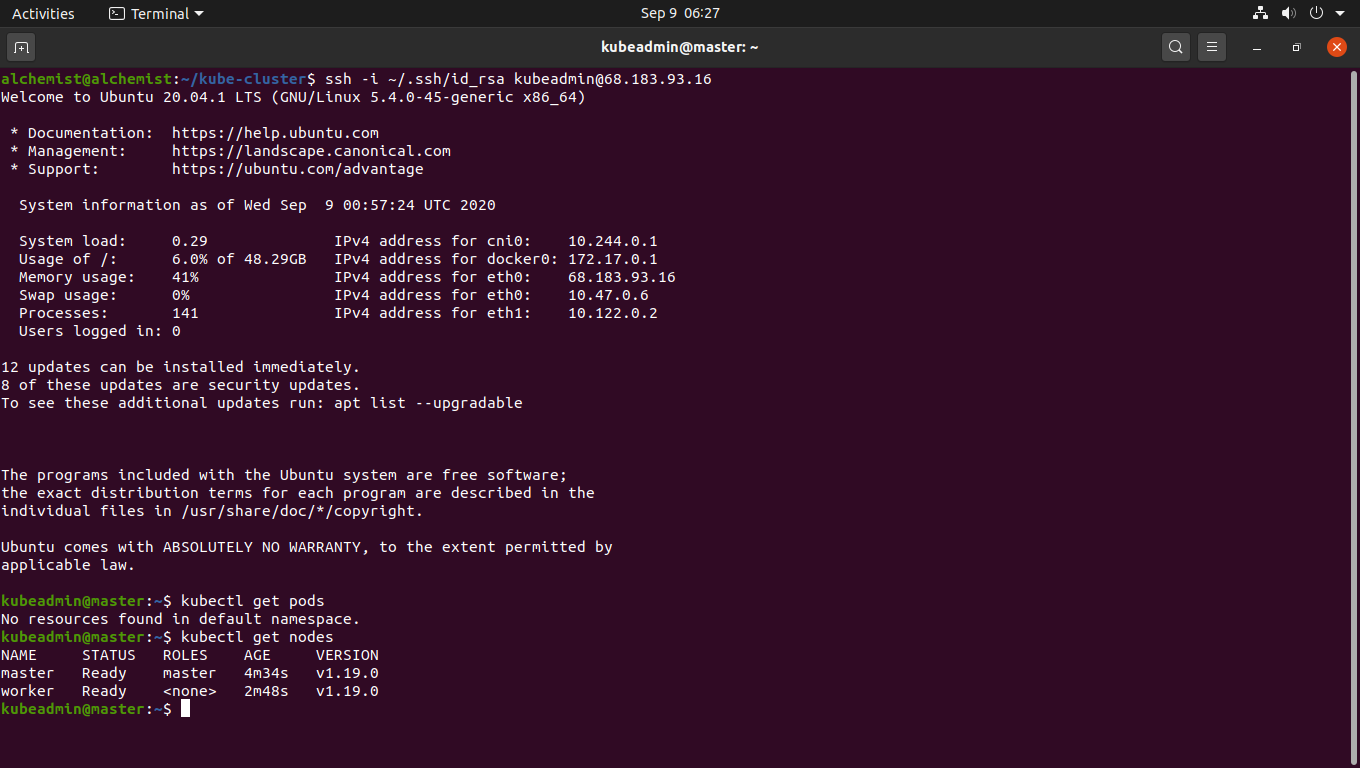 Activities Terminal Sep 9 06:27
kubeadmin@master: ~
alchemist@alchemist:~/kube-cluster$ ssh -i ~/.ssh/id_rsa kubeadmin@68.183.93.16
Welcome to Ubuntu 20.04.1 LTS (GNU/Linux 5.4.0-45-generic x86_64)
* Documentation: https://help.ubuntu.com
* Management: https://landscape.canonical.com
* Support: https://ubuntu.com/advantage
System information as of Wed Sep 9 00:57:24 UTC 2020
System load: 0.29 IPv4 address for cni0: 10.244.0.1
Usage of /: 6.0% of 48.29GB IPv4 address for docker0: 172.17.0.1
Memory usage: 41% IPv4 address for eth0: 68.183.93.16
Swap usage: 0% IPv4 address for eth0: 10.47.0.6
Processes: 141 IPv4 address for eth1: 10.122.0.2
Users logged in: 0
12 updates can be installed immediately.
8 of these updates are security updates.
To see these additional updates run: apt list --upgradable
The programs included with the Ubuntu system are free software;
the exact distribution terms for each program are described in the
individual files in /usr/share/doc/*/copyright.
Ubuntu comes with ABSOLUTELY NO WARRANTY, to the extent permitted by
applicable law.
kubeadmin@master:~$ kubectl get pods
No resources found in default namespace.
kubeadmin@master:~$ kubectl get nodes
NAME STATUS ROLES AGE VERSION
master Ready master 4m34s v1.19.0
worker Ready <none> 2m48s v1.19.0
kubeadmin@master:~$